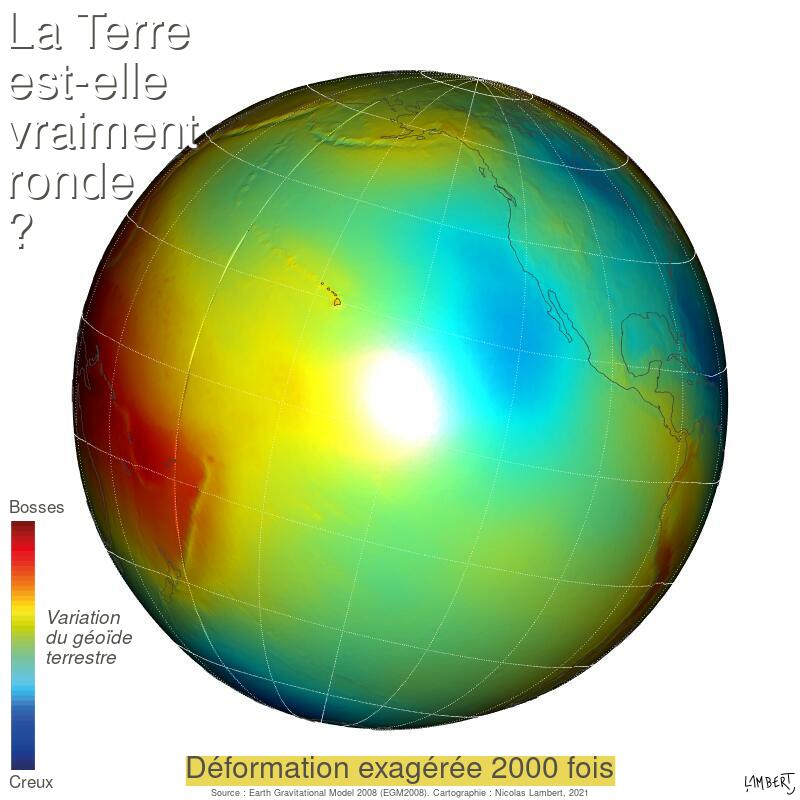 La Terre
est-elle
vraiment
ronde
?
Bosses
Variation
du géoïde
terrestre
Creux
Déformation exagérée 2000 fois
Source : Earth Gravitational Model 2008 (EGM2008). Cartographie : Nicolas Lambert, 2021
LAMBERT